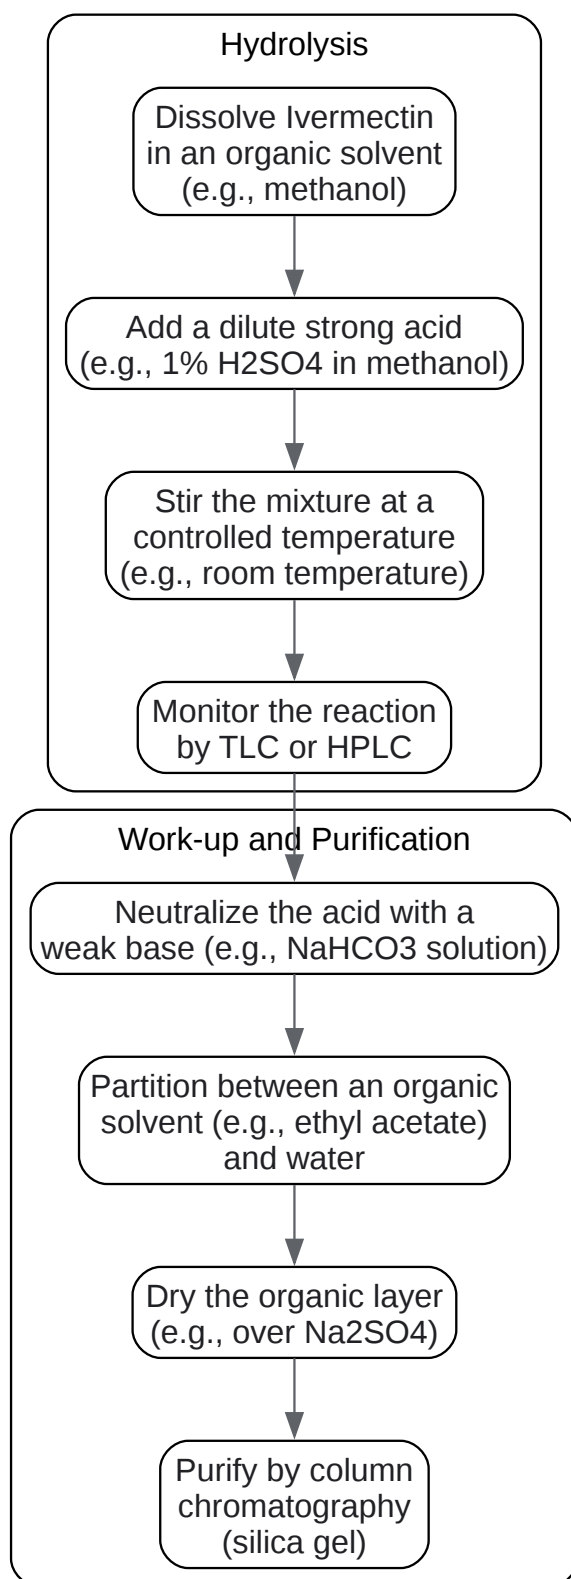 Hydrolysis
Dissolve Ivermectin
in an organic solvent
(e.g., methanol)
Add a dilute strong acid
(e.g., 1% H2SO4 in methanol)
Stir the mixture at a
controlled temperature
(e.g., room temperature)
Monitor the reaction
by TLC or HPLC
Work-up and Purification
Neutralize the acid with a
weak base (e.g., NaHCO3 solution)
Partition between an organic
solvent (e.g., ethyl acetate)
and water
Dry the organic layer
(e.g., over Na2SO4)
Purify by column
chromatography
(silica gel)